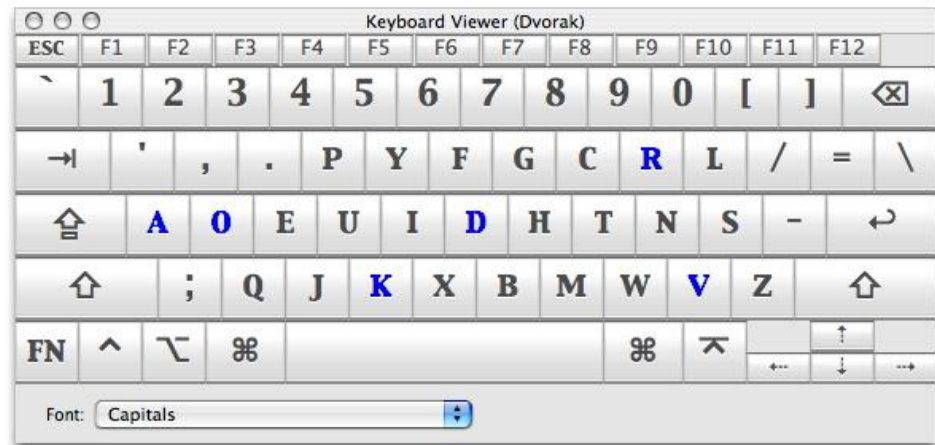 Keyboard Viewer (Dvorak)
ESC F1 F2 F3 F4 F5 F6 F7 F8 F9 F10 F11 F12
` 1 2 3 4 5 6 7 8 9 0 [ ]
' , . P Y F G C R L / = \
A O E U I D H T N S -
; Q J K X B M W V Z
FN
Font: Capitals